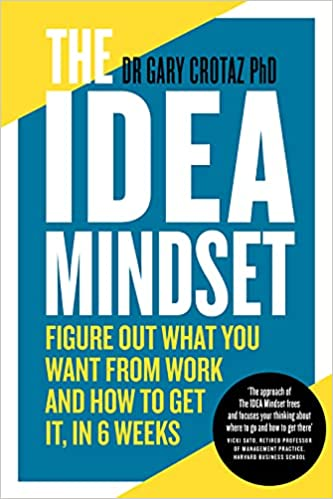 THE
DR GARY CROTAZ PhD
IDEA
MINDSET
FIGURE OUT WHAT YOU
WANT FROM WORK
AND HOW TO GET
IT, IN 6 WEEKS
'The approach of
The IDEA Mindset frees
and focuses your thinking about
where to go and how to get there'
VICKI SATO, RETIRED PROFESSOR
OF MANAGEMENT PRACTICE,
HARVARD BUSINESS SCHOOL